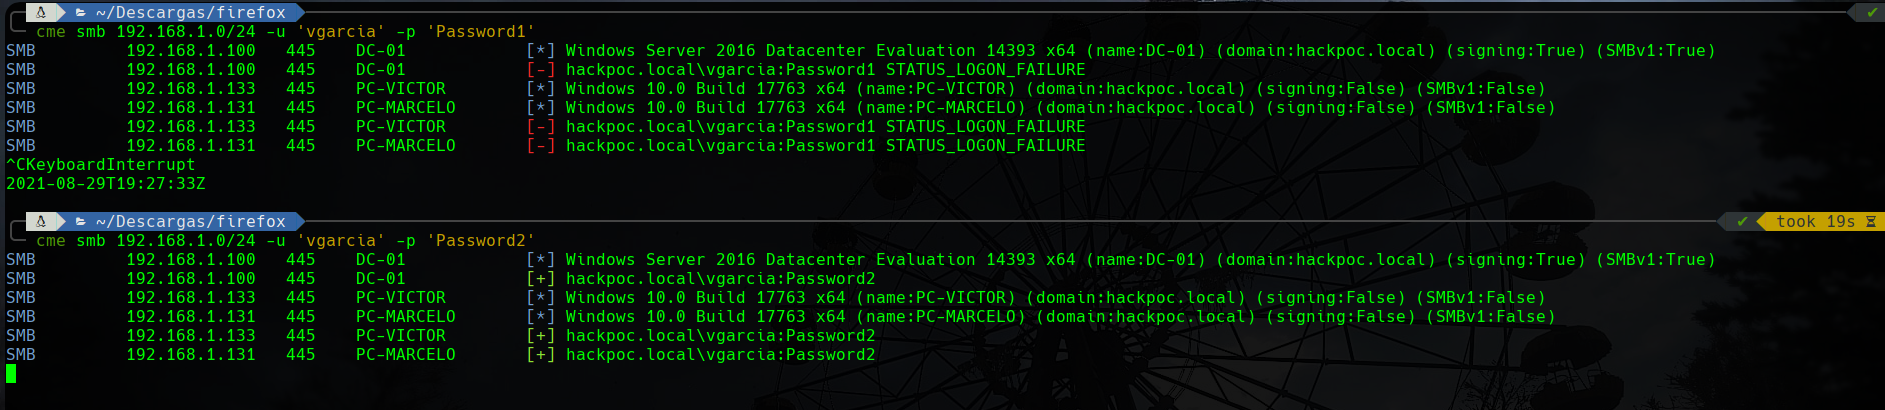 ~/Descargas/firefox ✔
cme smb 192.168.1.0/24 -u 'vgarcia' -p 'Password1'
SMB 192.168.1.100 445 DC-01 [*] Windows Server 2016 Datacenter Evaluation 14393 x64 (name:DC-01) (domain:hackpoc.local) (signing:True) (SMBv1:True)
SMB 192.168.1.100 445 DC-01 [-] hackpoc.local\vgarcia:Password1 STATUS_LOGON_FAILURE
SMB 192.168.1.133 445 PC-VICTOR [*] Windows 10.0 Build 17763 x64 (name:PC-VICTOR) (domain:hackpoc.local) (signing:False) (SMBv1:False)
SMB 192.168.1.131 445 PC-MARCELO [*] Windows 10.0 Build 17763 x64 (name:PC-MARCELO) (domain:hackpoc.local) (signing:False) (SMBv1:False)
SMB 192.168.1.133 445 PC-VICTOR [-] hackpoc.local\vgarcia:Password1 STATUS_LOGON_FAILURE
SMB 192.168.1.131 445 PC-MARCELO [-] hackpoc.local\vgarcia:Password1 STATUS_LOGON_FAILURE
^CKeyboardInterrupt
2021-08-29T19:27:33Z
~/Descargas/firefox ✔ took 19s
cme smb 192.168.1.0/24 -u 'vgarcia' -p 'Password2'
SMB 192.168.1.100 445 DC-01 [*] Windows Server 2016 Datacenter Evaluation 14393 x64 (name:DC-01) (domain:hackpoc.local) (signing:True) (SMBv1:True)
SMB 192.168.1.100 445 DC-01 [+] hackpoc.local\vgarcia:Password2
SMB 192.168.1.133 445 PC-VICTOR [*] Windows 10.0 Build 17763 x64 (name:PC-VICTOR) (domain:hackpoc.local) (signing:False) (SMBv1:False)
SMB 192.168.1.131 445 PC-MARCELO [*] Windows 10.0 Build 17763 x64 (name:PC-MARCELO) (domain:hackpoc.local) (signing:False) (SMBv1:False)
SMB 192.168.1.133 445 PC-VICTOR [+] hackpoc.local\vgarcia:Password2
SMB 192.168.1.131 445 PC-MARCELO [+] hackpoc.local\vgarcia:Password2